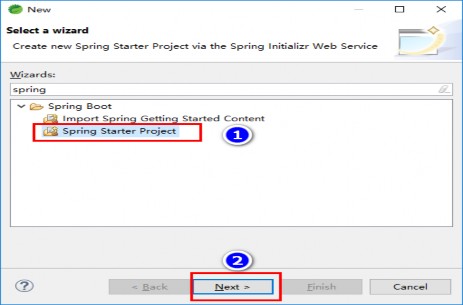 New
Select a wizard
Create new Spring Starter Project via the Spring Initializr Web Service
Wizards:
spring
Spring Boot
Import Spring Getting Started Content
Spring Starter Project
1
2
?
< Back
Next >
Finish
Cancel